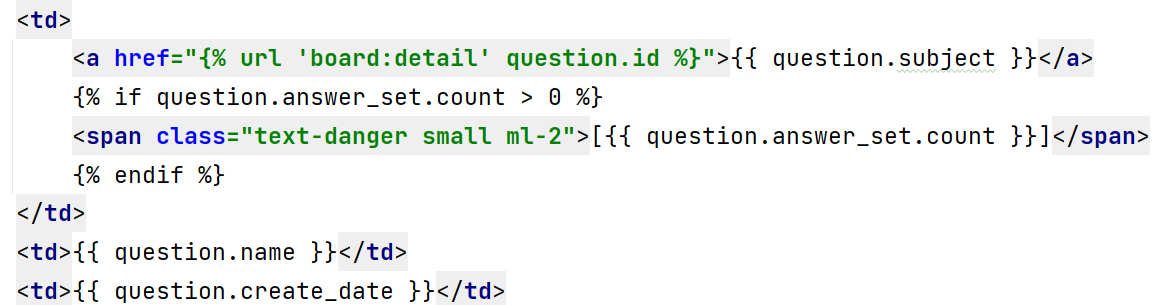 <td>
<a href="{% url 'board:detail' question.id %}">{{ question.subject }}</a>
{% if question.answer_set.count > 0 %}
<span class="text-danger small ml-2">[{{ question.answer_set.count }}]</span>
{% endif %}
</td>
<td>{{ question.name }}</td>
<td>{{ question.create_date }}</td>